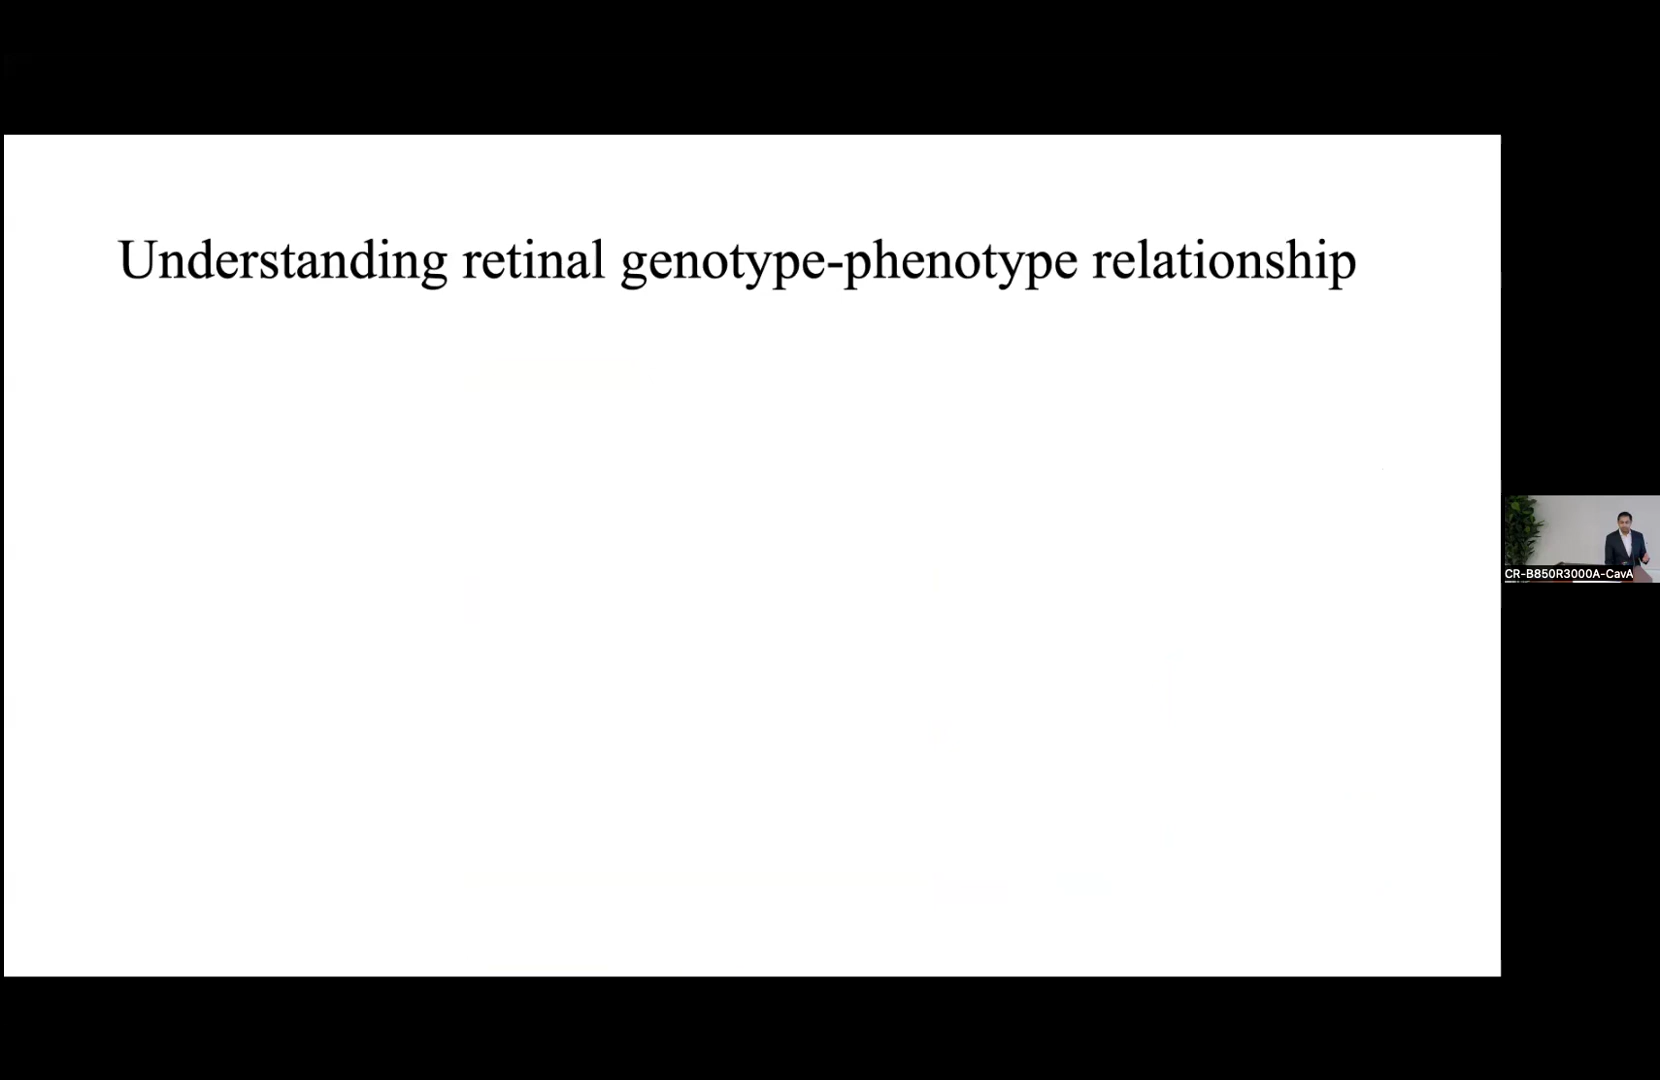 Understanding retinal genotype-phenotype relationship
CR-B850R3000A-CavA